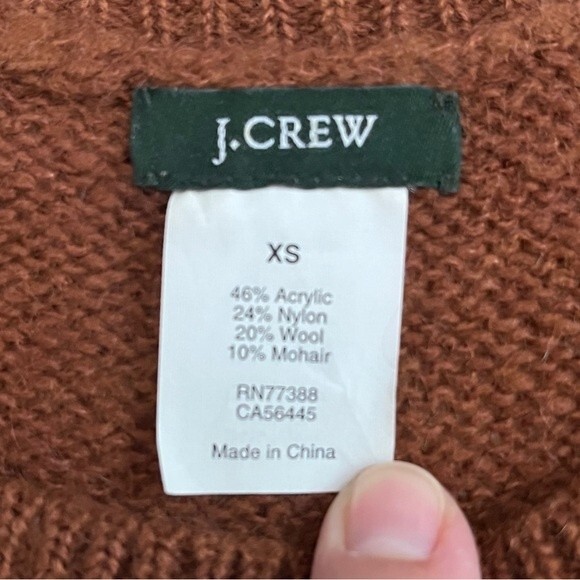 J.CREW
XS
46% Acrylic
24% Nylon
20% Wool
10% Mohair
RN77388
CA56445
Made in China